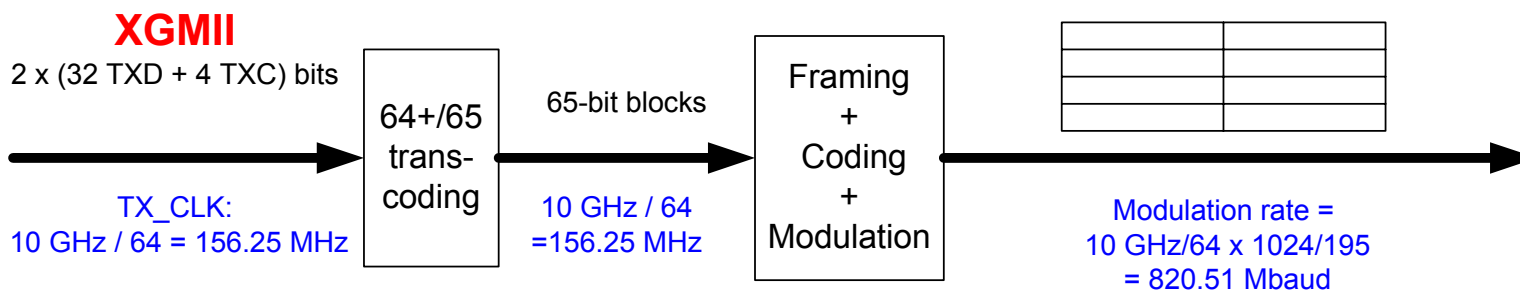 XGMII
2 x (32 TXD + 4 TXC) bits
TX_CLK:
10 GHz / 64 = 156.25 MHz
64+/65
trans-
coding
65-bit blocks
10 GHz / 64
=156.25 MHz
Framing
+
Coding
+
Modulation
Modulation rate =
10 GHz/64 x 1024/195
= 820.51 Mbaud